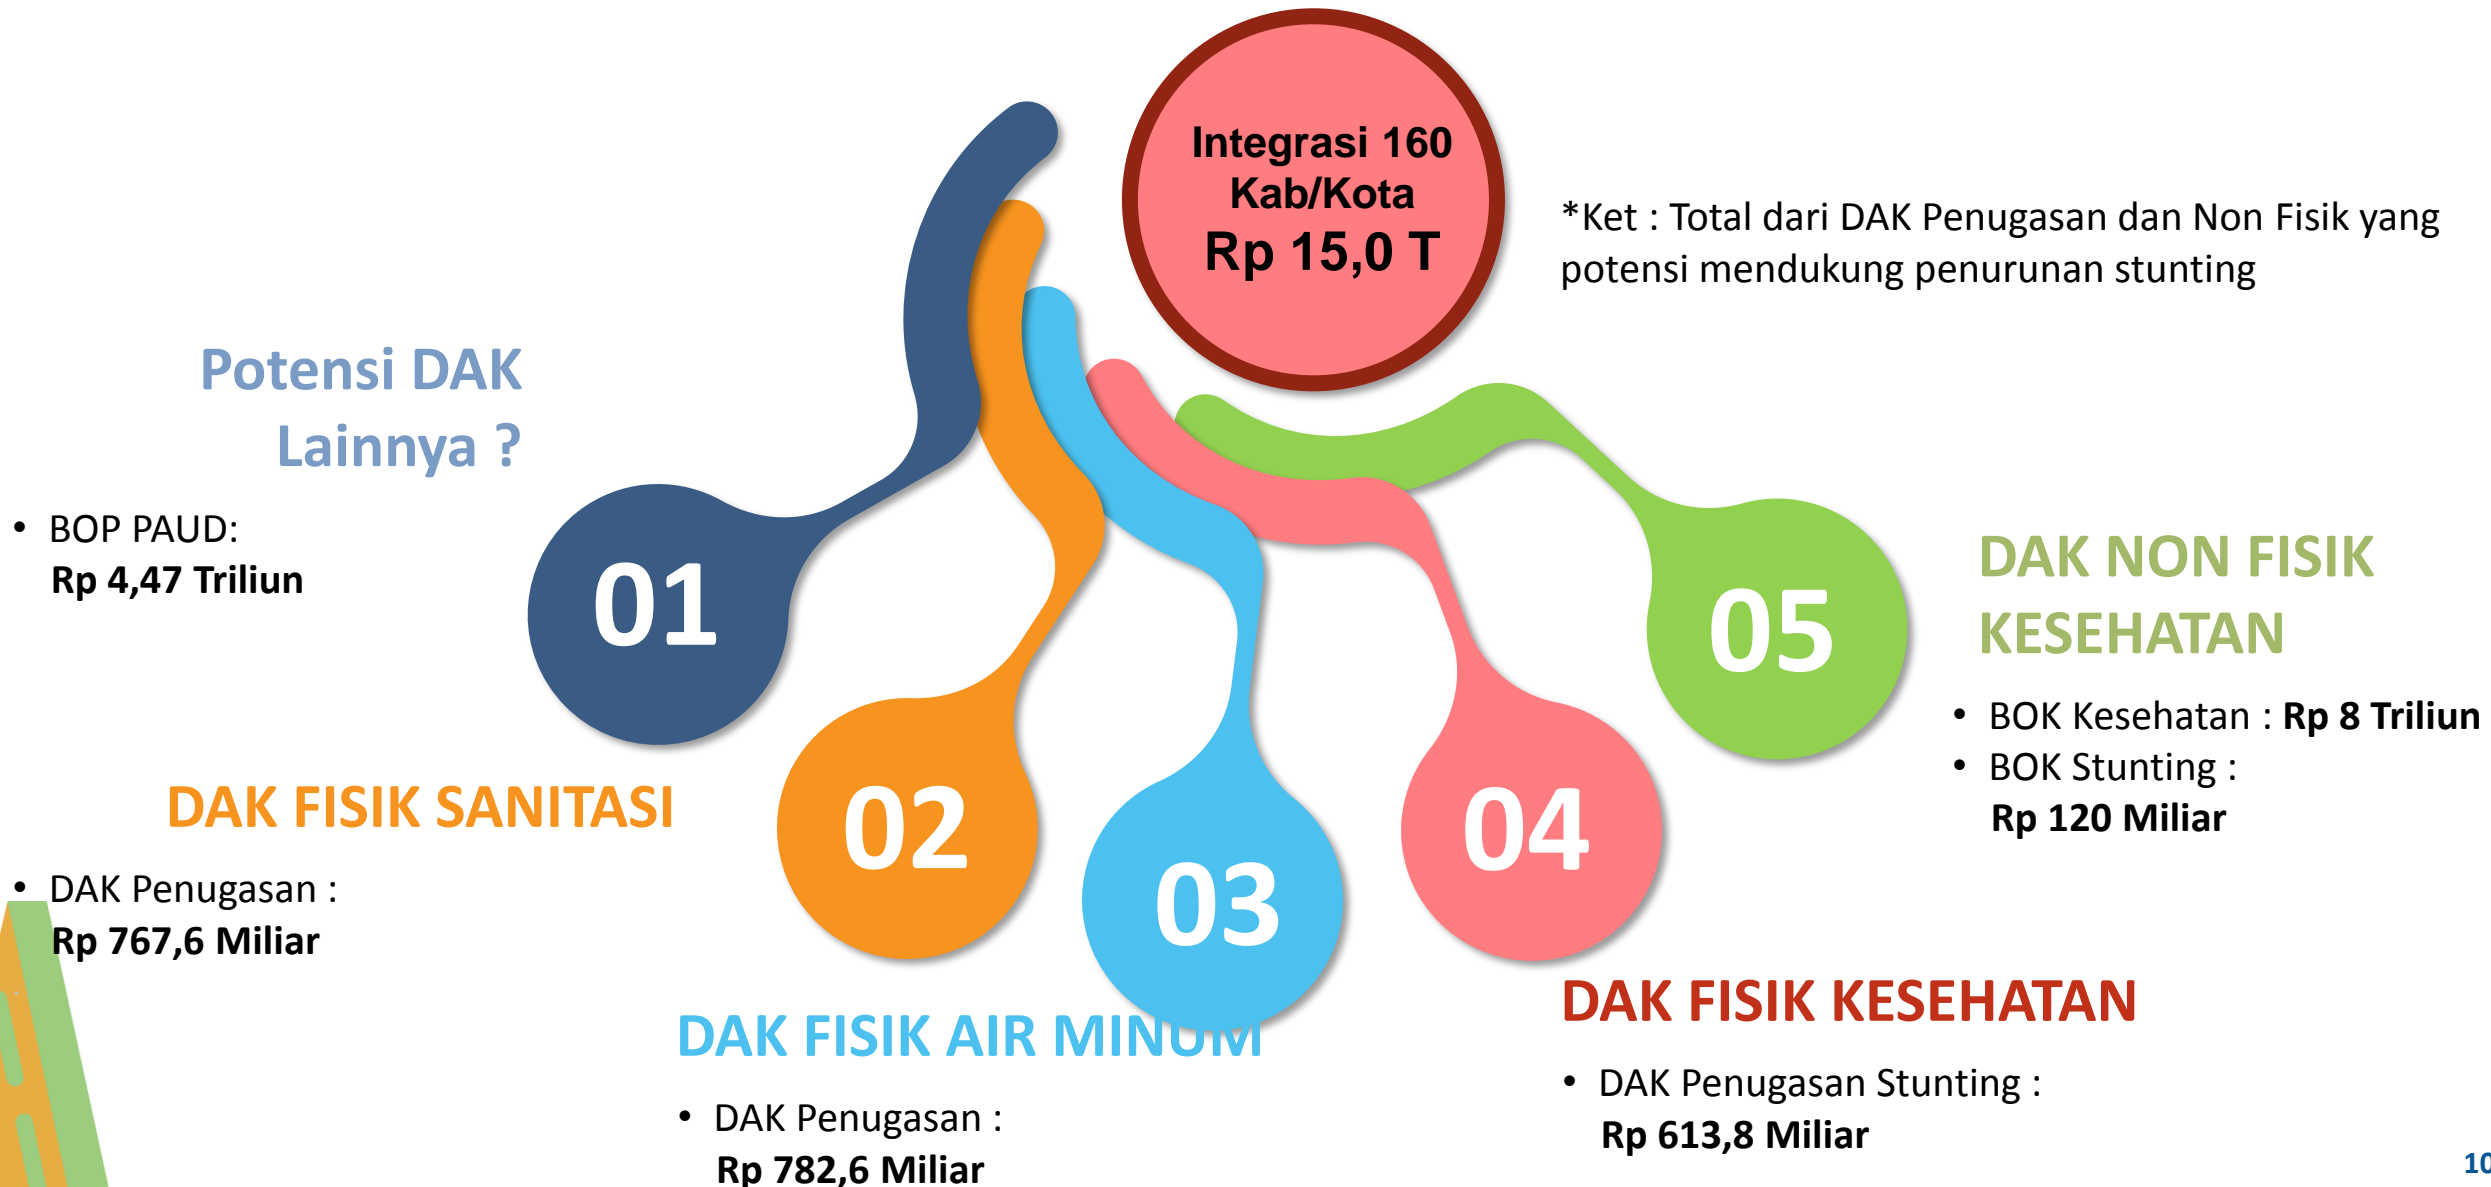 Integrasi 160
Kab/Kota
Rp 15,0 T
*Ket : Total dari DAK Penugasan dan Non Fisik yang
potensi mendukung penurunan stunting
Potensi DAK
Lainnya ?
• BOP PAUD:
Rp 4,47 Triliun
01
DAK FISIK SANITASI
• DAK Penugasan :
Rp 767,6 Miliar
02
DAK FISIK AIR MINUM
• DAK Penugasan :
Rp 782,6 Miliar
03
DAK FISIK KESEHATAN
• DAK Penugasan Stunting :
Rp 613,8 Miliar
04
DAK NON FISIK
KESEHATAN
• BOK Kesehatan : Rp 8 Triliun
• BOK Stunting :
Rp 120 Miliar
05
10